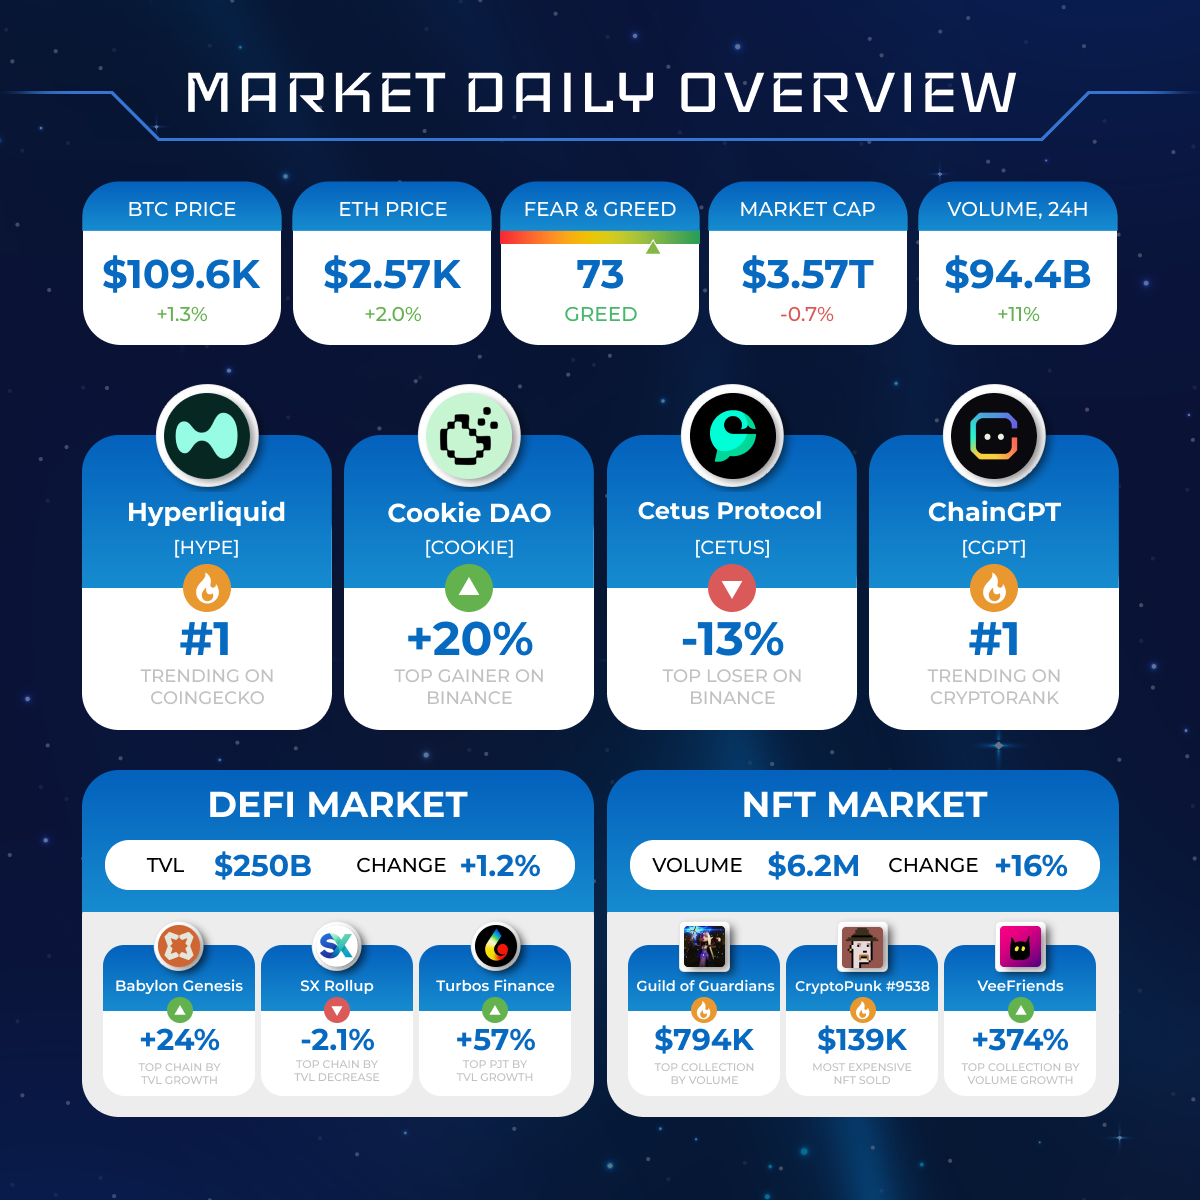 MARKET DAILY OVERVIEW
BTC PRICE
$109.6K
+1.3%
ETH PRICE
$2.57K
+2.0%
FEAR & GREED
73
GREED
MARKET CAP
$3.57T
-0.7%
VOLUME, 24H
$94.4B
+11%
Hyperliquid
[HYPE]
#1
TRENDING ON
COINGECKO
Cookie DAO
[COOKIE]
+20%
TOP GAINER ON
BINANCE
Cetus Protocol
[CETUS]
-13%
TOP LOSER ON
BINANCE
ChainGPT
[CGPT]
#1
TRENDING ON
CRYPTORANK
DEFI MARKET
TVL $250B CHANGE +1.2%
Babylon Genesis
+24%
TOP CHAIN BY
TVL GROWTH
SX
SX Rollup
-2.1%
TOP CHAIN BY
TVL DECREASE
Turbos Finance
+57%
TOP PJT BY
TVL GROWTH
NFT MARKET
VOLUME $6.2M CHANGE +16%
Guild of Guardians
$794K
TOP COLLECTION
BY VOLUME
CryptoPunk #9538
$139K
MOST EXPENSIVE
NFT SOLD
VeeFriends
+374%
TOP COLLECTION BY
VOLUME GROWTH